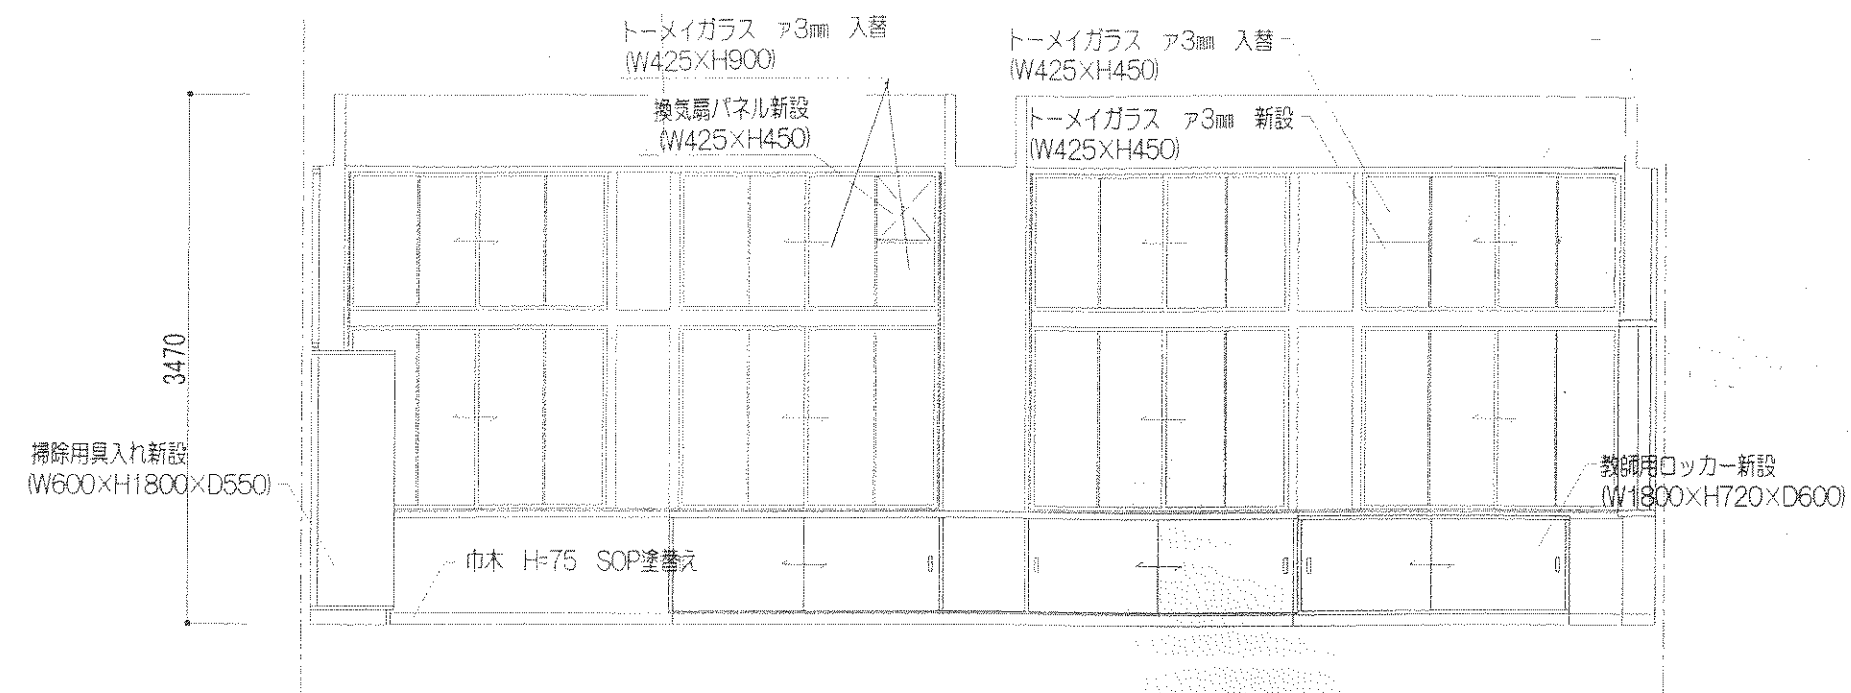 トーメイガラス　ァ3㎜　入替
(W425×H900)
換気扇パネル新設
(W425×H450)
トーメイガラス　ァ3㎜　入替
(W425×H450)
トーメイガラス　ァ3㎜　新設
(W425×H450)
3470
掃除用具入れ新設
(W600×H1800×D550)
教師用ロッカー新設
(W1800×H720×D600)
巾木　H=75　SOP塗替え